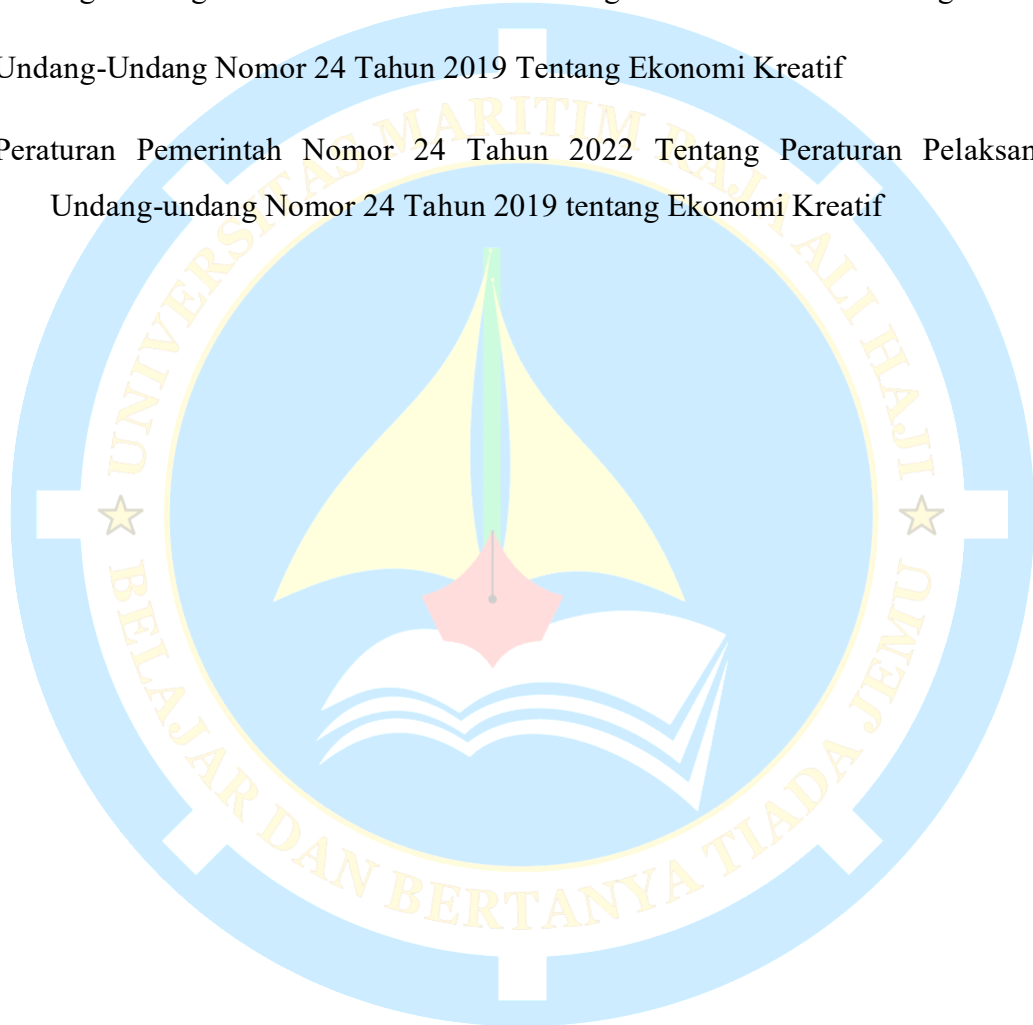 Undang-Undang Nomor 24 Tahun 2019 Tentang Ekonomi Kreatif
Peraturan Pemerintah Nomor 24 Tahun 2022 Tentang Peraturan Pelaksan
Undang-undang Nomor 24 Tahun 2019 tentang Ekonomi Kreatif
UNIVERSITAS MARITIM RAJA ALI HAJI
BELAJAR DAN BERTANYA TIADA JEMU